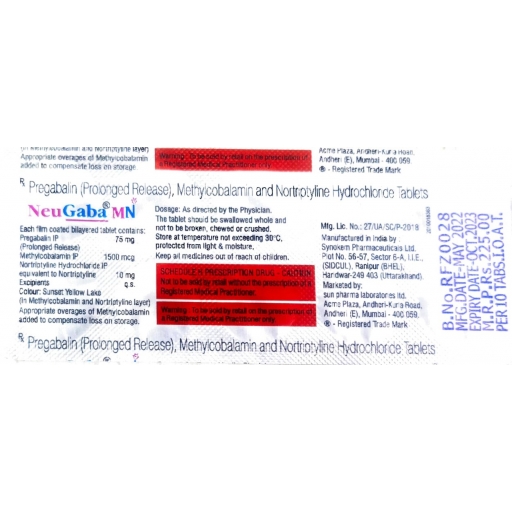 (In Methylcobalamin and Nortriptyline layer)
Appropriate overages of Methylcobalamin
added to compensate loss on storage
Warning: To be sold by retail on the prescription of
a Registered Medical Practitioner only.
Acme Plaza, Andheri-Kurla Road,
Andheri (E), Mumbai - 400 059.
® - Registered Trade Mark
℞ Pregabalin (Prolonged Release), Methylcobalamin and Nortriptyline Hydrochloride Tablets
NeuGaba® MN
Each film coated bilayered tablet contains:
Pregabalin IP 75 mg
(Prolonged Release)
Methylcobalamin IP 1500 mcg
Nortriptyline Hydrochloride IP
equivalent to Nortriptyline 10 mg
Excipients q.s.
Colour: Sunset Yellow Lake
(In Methylcobalamin and Nortriptyline layer)
Appropriate overages of Methylcobalamin
added to compensate loss on storage.
Dosage: As directed by the Physician.
The tablet should be swallowed whole and
not to be broken, chewed or crushed.
Store at temperature not exceeding 30°C,
protected from light & moisture.
Keep all medicines out of reach of children.
SCHEDULE H PRESCRIPTION DRUG - CAUTION
Not to be sold by retail without the prescription of a
Registered Medical Practitioner.
Warning: To be sold by retail on the prescription of
a Registered Medical Practitioner only.
Mfg. Lic. No.: 27/UA/SC/P-2018
Manufactured in India by :
Synokem Pharmaceuticals Ltd.
Plot No. 56-57, Sector 6-A, I.I.E.,
(SIDCUL), Ranipur (BHEL),
Hardwar-249 403 (Uttarakhand).
Marketed by:
sun pharma laboratories ltd.
Acme Plaza, Andheri-Kurla Road,
Andheri (E), Mumbai - 400 059.
® - Registered Trade Mark
B.No.RFZ0028
MFG.DATE-MAY 2022
EXPIRY DATE-OCT.2023
M.R.P.Rs.225.00
PER 10 TABS.I.O.A.T.
℞ Pregabalin (Prolonged Release), Methylcobalamin and Nortriptyline Hydrochloride Tablets